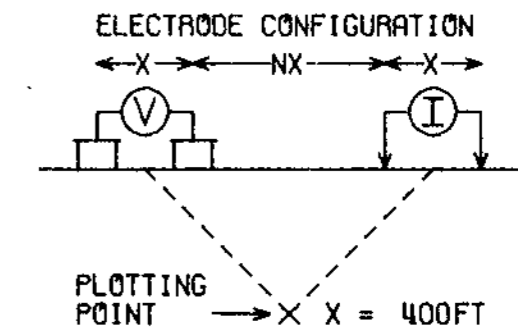 ELECTRODE CONFIGURATION
X NX X
V I
PLOTTING
POINT X X = 400FT